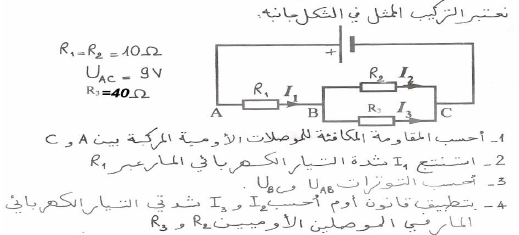 نعتبر التركيب الممثل في الشكل جانبه:
R₁=R₂=10Ω
U_AC=9V
R₃=40Ω
+
R₁ I₁
R₂ I₂
R₃ I₃
A B C
1- أحسب المقاومة المكافئة للموصلات الأومية المركبة بين A و C
2- استنتج I₁ شدة التيار الكهربائي المار عبر R₁
3- أحسب التوترات U_AB و U_BC
4- بتطبيق قانون أوم أحسب I₂ و I₃ شدتي التيار الكهربائي
المار في الموصلين الأوميين R₂ و R₃